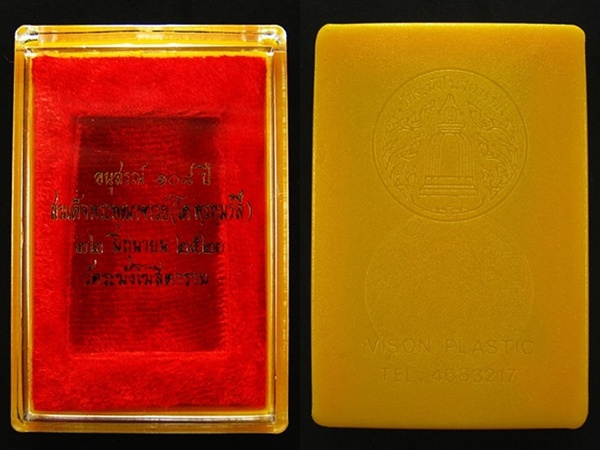 อนุสรณ์ ๑๐๘ ปี
สมเด็จพระพุฒาจารย์(โต พรหมรังสี)
๒๒ มิถุนายน ๒๕๒๐
วัดระฆังโฆสิตาราม
VISON PLASTIC
TEL. 4693217